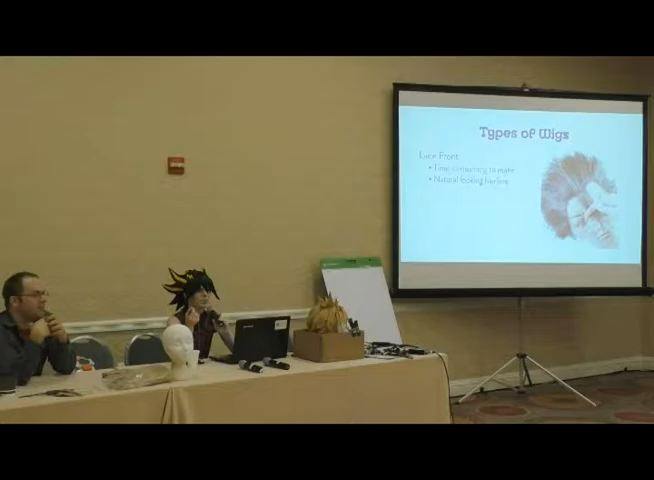 Types of Wigs
Lace Front
• Time consuming to make
• Natural looking hairline